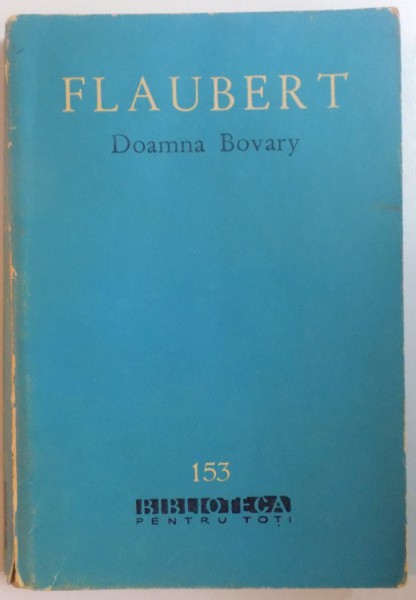 FLAUBERT
Doamna Bovary
153
BIBLIOTECA
PENTRU TOȚI